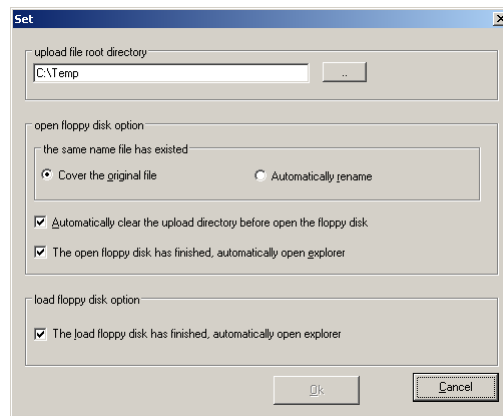 Set
upload file root directory
C:\Temp
..
open floppy disk option
the same name file has existed
Cover the original file
Automatically rename
Automatically clear the upload directory before open the floppy disk
The open floppy disk has finished, automatically open explorer
load floppy disk option
The load floppy disk has finished, automatically open explorer
Ok
Cancel